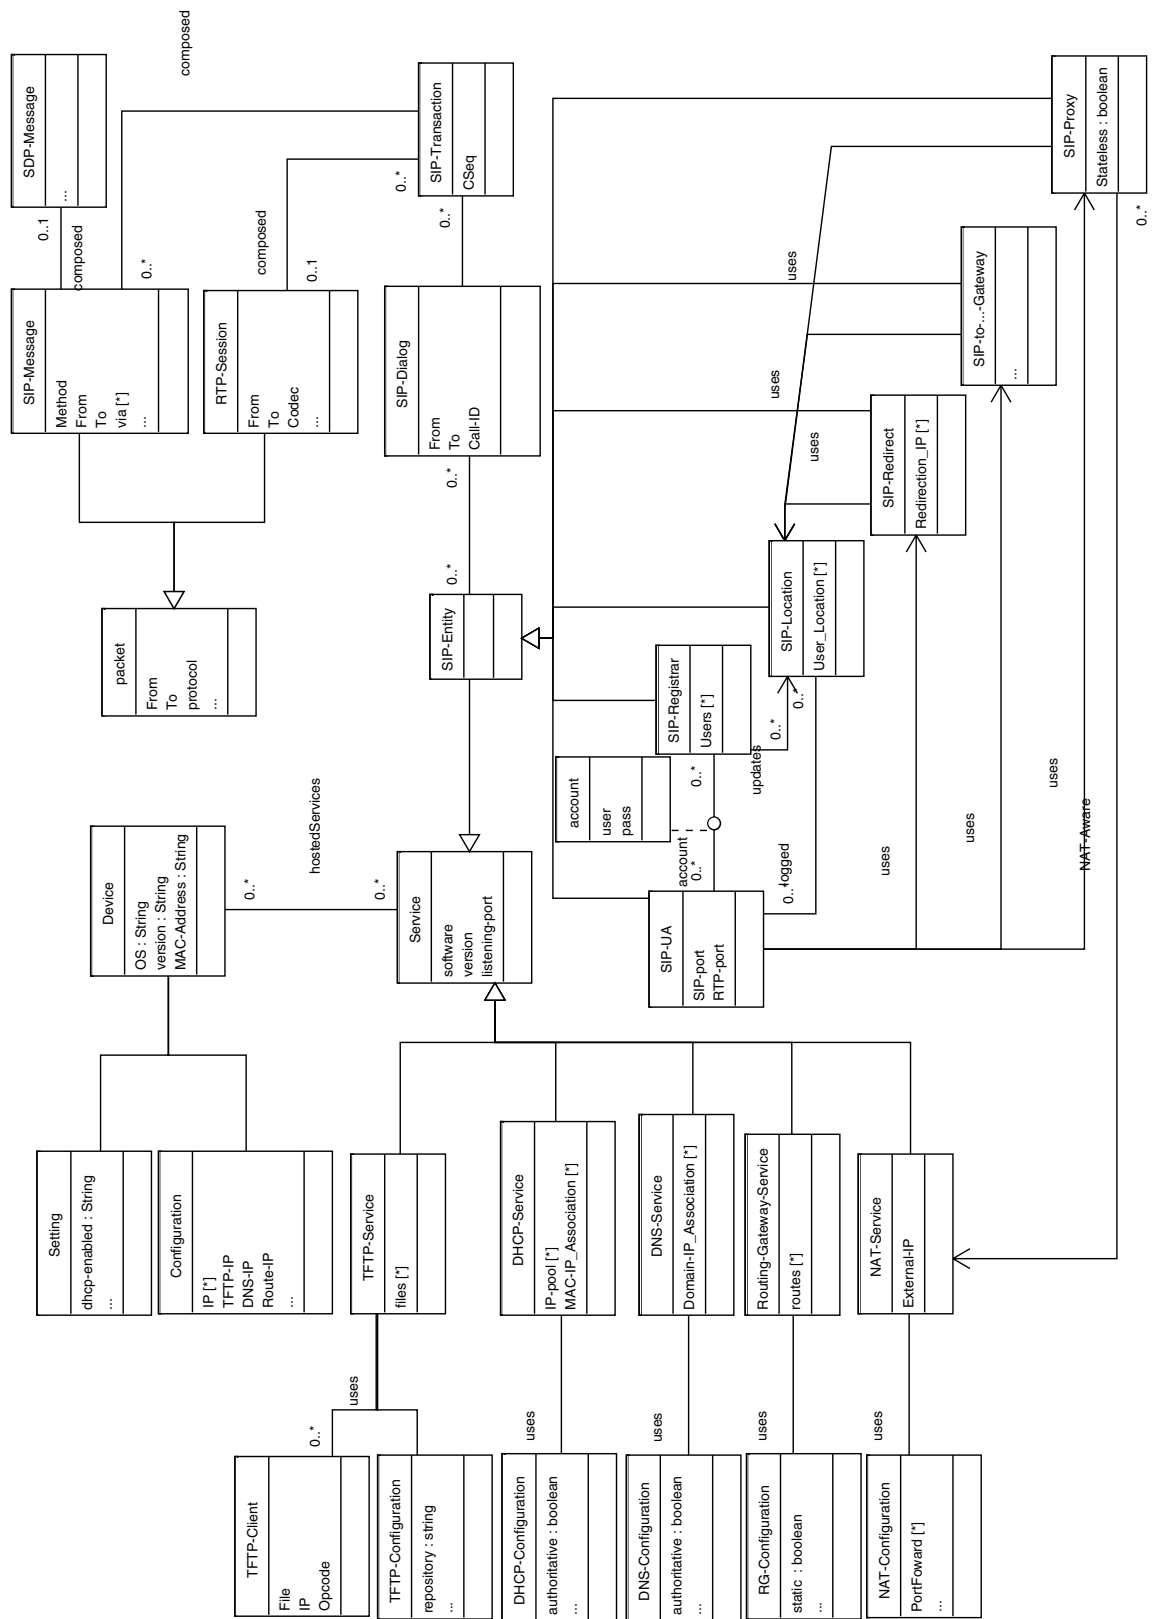 SDP-Message
...
composed
0..1
composed
SIP-Message
Method
From
To
via [*]
...
0..*
RTP-Session
From
To
Codec
...
composed
0..1
SIP-Transaction
CSeq
0..*
0..*
SIP-Dialog
From
To
Call-ID
0..*
packet
From
To
protocol
...
SIP-Entity
0..*
SIP-Proxy
Stateless : boolean
0..*
SIP-to-...-Gateway
...
uses
SIP-Redirect
Redirection_IP [*]
uses
uses
SIP-Location
User_Location [*]
0..*
SIP-Registrar
Users [*]
0..*
updates
0..*
account
user
pass
account
0..*
logged
0..*
SIP-UA
SIP-port
RTP-port
uses
uses
uses
NAT-Aware
Device
OS : String
version : String
MAC-Address : String
hostedServices
0..*
0..*
Service
software
version
listening-port
Setting
dhcp-enabled : String
...
Configuration
IP [*]
TFTP-IP
DNS-IP
Route-IP
...
TFTP-Service
files [*]
DHCP-Service
IP-pool [*]
MAC-IP_Association [*]
DNS-Service
Domain-IP_Association [*]
Routing-Gateway-Service
routes [*]
NAT-Service
External-IP
uses
0..*
uses
uses
uses
uses
TFTP-Client
File
IP
Opcode
TFTP-Configuration
repository : string
...
DHCP-Configuration
authoritative : boolean
...
DNS-Configuration
authoritative : boolean
...
RG-Configuration
static : boolean
...
NAT-Configuration
PortFoward [*]
...